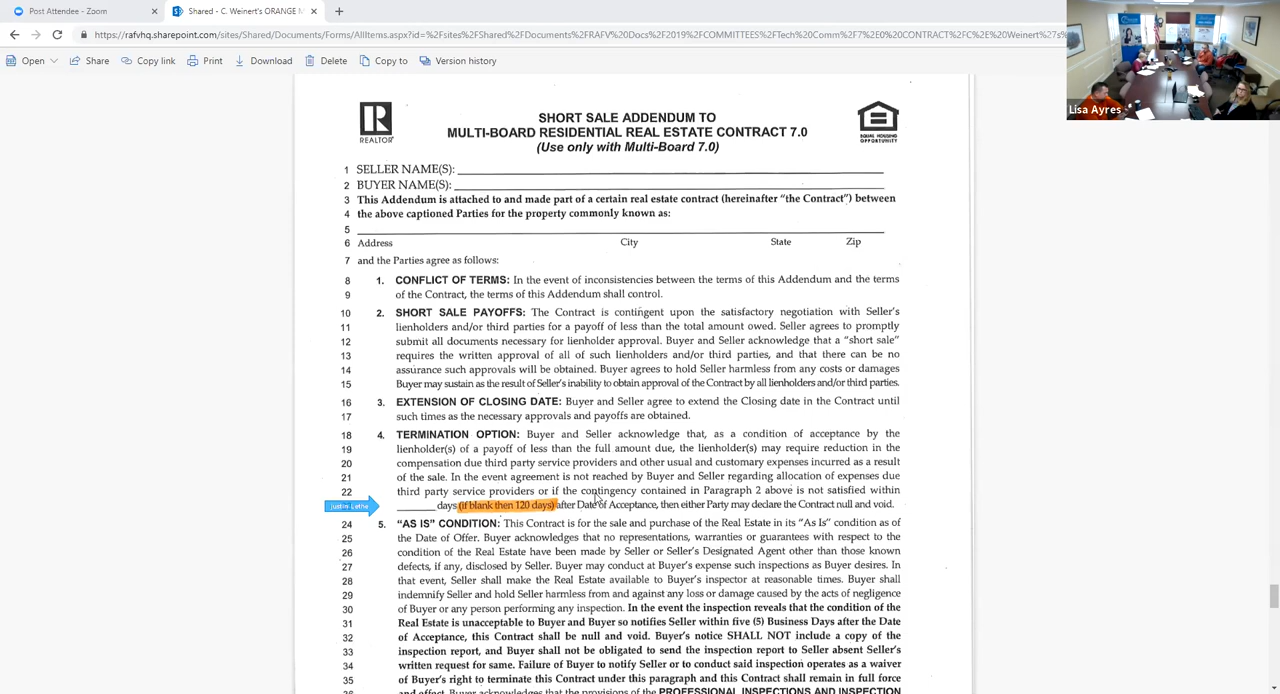 Post Attendee - Zoom
Shared - C. Weinert's ORANGE M
https://rafvhq.sharepoint.com/sites/Shared/Documents/Forms/AllItems.aspx?id=%2Fsites%2FShared%2FDocuments%2FRAFV%20Docs%2F2019%2FCOMMITTEES%2FTech%20Comm%2F7%2E0%20CONTRACT%2FC%2E%20Weinert%27s%
Open Share Copy link Print Download Delete Copy to Version history
Lisa Ayres
REALTOR®
SHORT SALE ADDENDUM TO
MULTI-BOARD RESIDENTIAL REAL ESTATE CONTRACT 7.0
(Use only with Multi-Board 7.0)
EQUAL HOUSING
OPPORTUNITY
1 SELLER NAME(S):
2 BUYER NAME(S):
3 This Addendum is attached to and made part of a certain real estate contract (hereinafter "the Contract") between
4 the above captioned Parties for the property commonly known as:
5
6 Address City State Zip
7 and the Parties agree as follows:
8 1. CONFLICT OF TERMS: In the event of inconsistencies between the terms of this Addendum and the terms
9 of the Contract, the terms of this Addendum shall control.
10 2. SHORT SALE PAYOFFS: The Contract is contingent upon the satisfactory negotiation with Seller's
11 lienholders and/or third parties for a payoff of less than the total amount owed. Seller agrees to promptly
12 submit all documents necessary for lienholder approval. Buyer and Seller acknowledge that a "short sale"
13 requires the written approval of all of such lienholders and/or third parties, and that there can be no
14 assurance such approvals will be obtained. Buyer agrees to hold Seller harmless from any costs or damages
15 Buyer may sustain as the result of Seller's inability to obtain approval of the Contract by all lienholders and/or third parties.
16 3. EXTENSION OF CLOSING DATE: Buyer and Seller agree to extend the Closing date in the Contract until
17 such times as the necessary approvals and payoffs are obtained.
18 4. TERMINATION OPTION: Buyer and Seller acknowledge that, as a condition of acceptance by the
19 lienholder(s) of a payoff of less than the full amount due, the lienholder(s) may require reduction in the
20 compensation due third party service providers and other usual and customary expenses incurred as a result
21 of the sale. In the event agreement is not reached by Buyer and Seller regarding allocation of expenses due
22 third party service providers or if the contingency contained in Paragraph 2 above is not satisfied within
days (if blank then 120 days) after Date of Acceptance, then either Party may declare the Contract null and void.
24 5. "AS IS" CONDITION: This Contract is for the sale and purchase of the Real Estate in its "As Is" condition as of
25 the Date of Offer. Buyer acknowledges that no representations, warranties or guarantees with respect to the
26 condition of the Real Estate have been made by Seller or Seller's Designated Agent other than those known
27 defects, if any, disclosed by Seller. Buyer may conduct at Buyer's expense such inspections as Buyer desires. In
28 that event, Seller shall make the Real Estate available to Buyer's inspector at reasonable times. Buyer shall
29 indemnify Seller and hold Seller harmless from and against any loss or damage caused by the acts of negligence
30 of Buyer or any person performing any inspection. In the event the inspection reveals that the condition of the
31 Real Estate is unacceptable to Buyer and Buyer so notifies Seller within five (5) Business Days after the Date
32 of Acceptance, this Contract shall be null and void. Buyer's notice SHALL NOT include a copy of the
33 inspection report, and Buyer shall not be obligated to send the inspection report to Seller absent Seller's
34 written request for same. Failure of Buyer to notify Seller or to conduct said inspection operates as a waiver
35 of Buyer's right to terminate this Contract under this paragraph and this Contract shall remain in full force
36 and effect. Buyer acknowledges that the provisions of the PROFESSIONAL INSPECTIONS AND INSPECTION